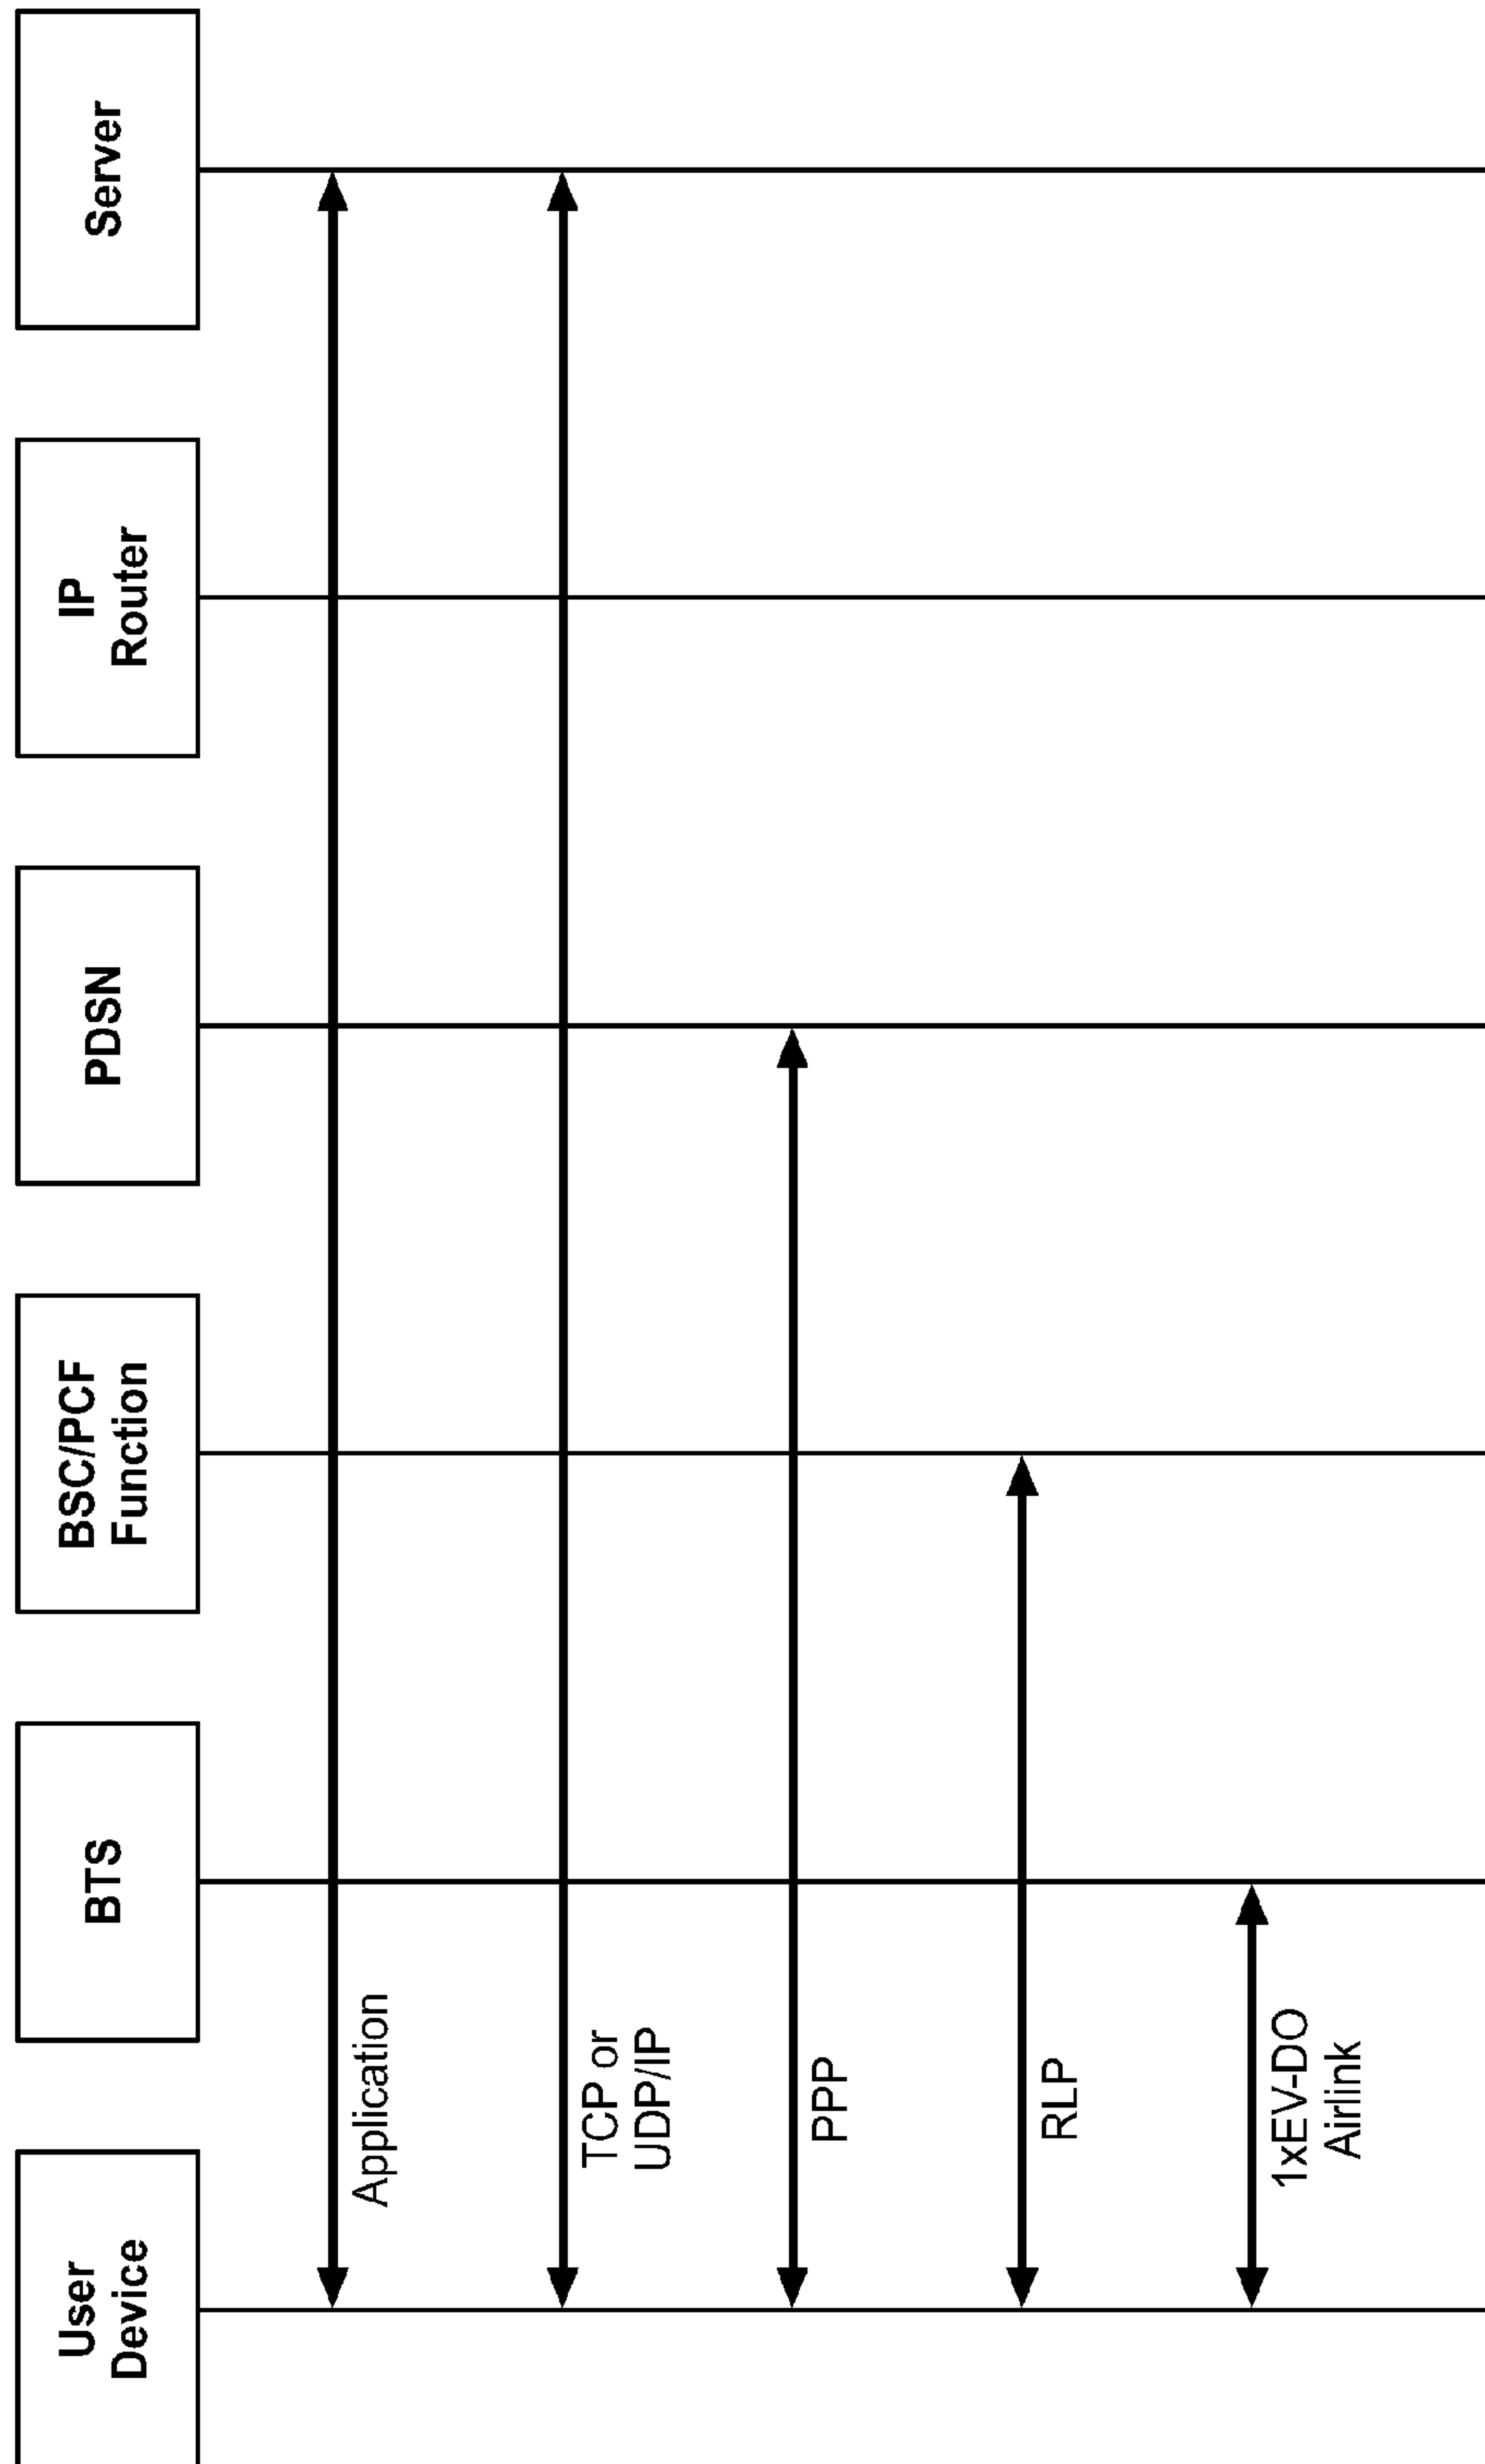 User
Device
BTS
BSC/PCF
Function
PDSN
IP
Router
Server
Application
TCP or
UDP/IP
PPP
RLP
1xEV-DO
Airlink